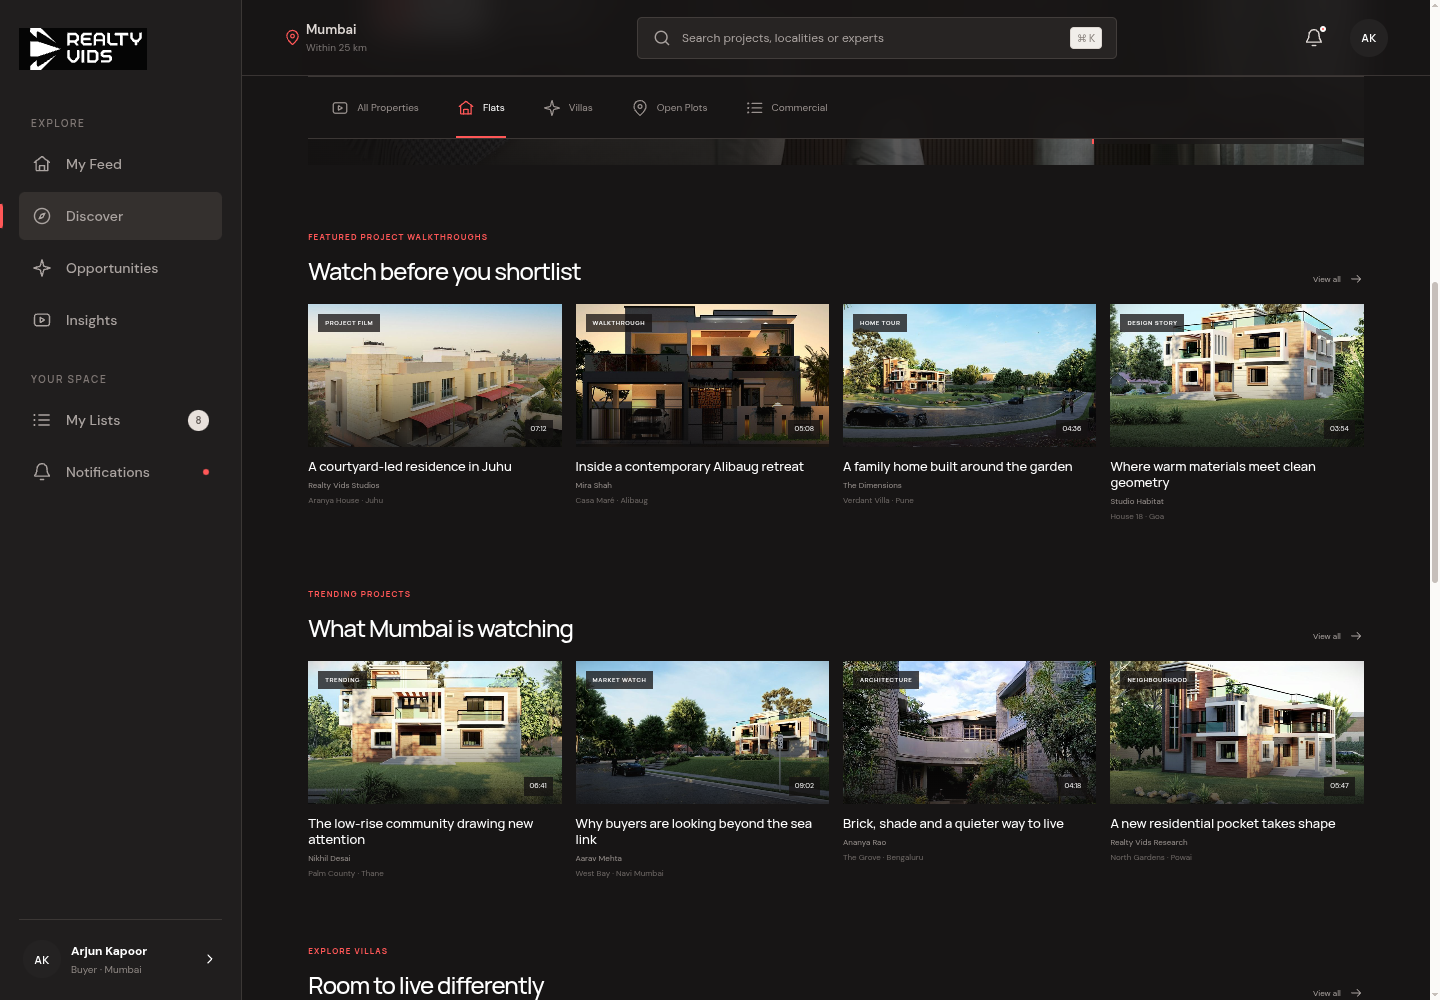 REALTY
VIDS
Mumbai
Within 25 km
Search projects, localities or experts
⌘ K
AK
EXPLORE
My Feed
Discover
Opportunities
Insights
YOUR SPACE
My Lists
8
Notifications
All Properties
Flats
Villas
Open Plots
Commercial
FEATURED PROJECT WALKTHROUGHS
Watch before you shortlist
View all
PROJECT FILM
07:12
A courtyard-led residence in Juhu
Realty Vids Studios
Aranya House · Juhu
WALKTHROUGH
05:08
Inside a contemporary Alibaug retreat
Mira Shah
Casa Maré · Alibaug
HOME TOUR
04:36
A family home built around the garden
The Dimensions
Verdant Villa · Pune
DESIGN STORY
03:54
Where warm materials meet clean
geometry
Studio Habitat
House 18 · Goa
TRENDING PROJECTS
What Mumbai is watching
View all
TRENDING
06:41
The low-rise community drawing new
attention
Nikhil Desai
Palm County · Thane
MARKET WATCH
09:02
Why buyers are looking beyond the sea
link
Aarav Mehta
West Bay · Navi Mumbai
ARCHITECTURE
04:18
Brick, shade and a quieter way to live
Ananya Rao
The Grove · Bengaluru
NEIGHBOURHOOD
05:47
A new residential pocket takes shape
Realty Vids Research
North Gardens · Powai
EXPLORE VILLAS
Room to live differently
View all
AK
Arjun Kapoor
Buyer · Mumbai